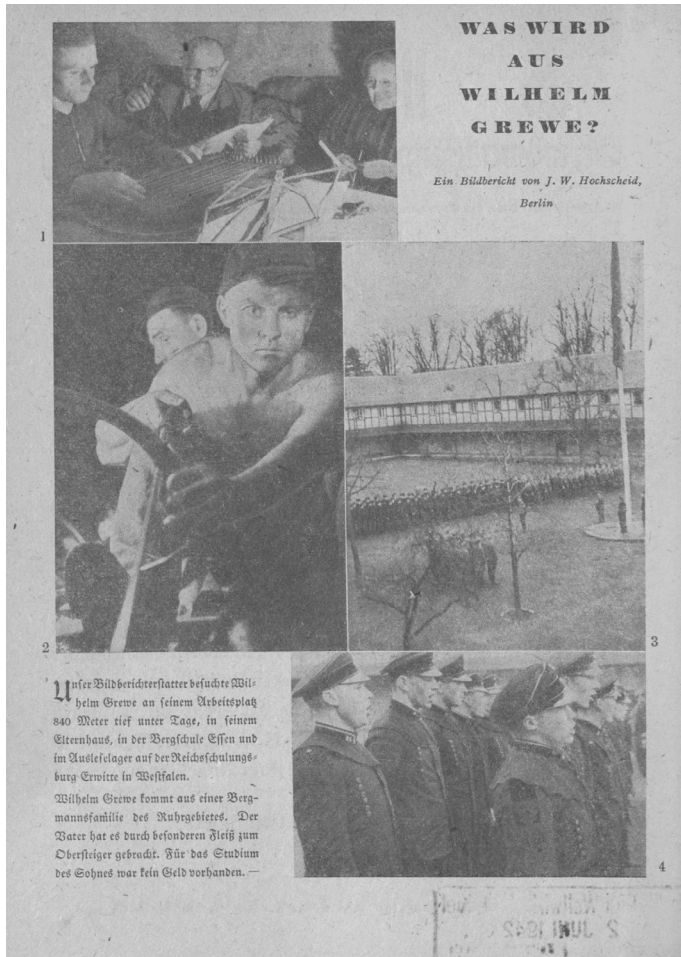 WAS WIRD
AUS
WILHELM
GREWE?
Ein Bildbericht von J. W. Hochscheid,
Berlin
1
2
3
Unser Bildberichterstatter besuchte Wil-
helm Grewe an seinem Arbeitsplatz
840 Meter tief unter Tage, in seinem
Elternhaus, in der Bergschule Essen und
im Ausleselager auf der Reichsschulungs-
burg Erwitte in Westfalen.
Wilhelm Grewe kommt aus einer Berg-
mannsfamilie des Ruhrgebietes. Der
Vater hat es durch besonderen Fleiß zum
Obersteiger gebracht. Für das Studium
des Sohnes war kein Geld vorhanden. —
4
2 JUNI 1942